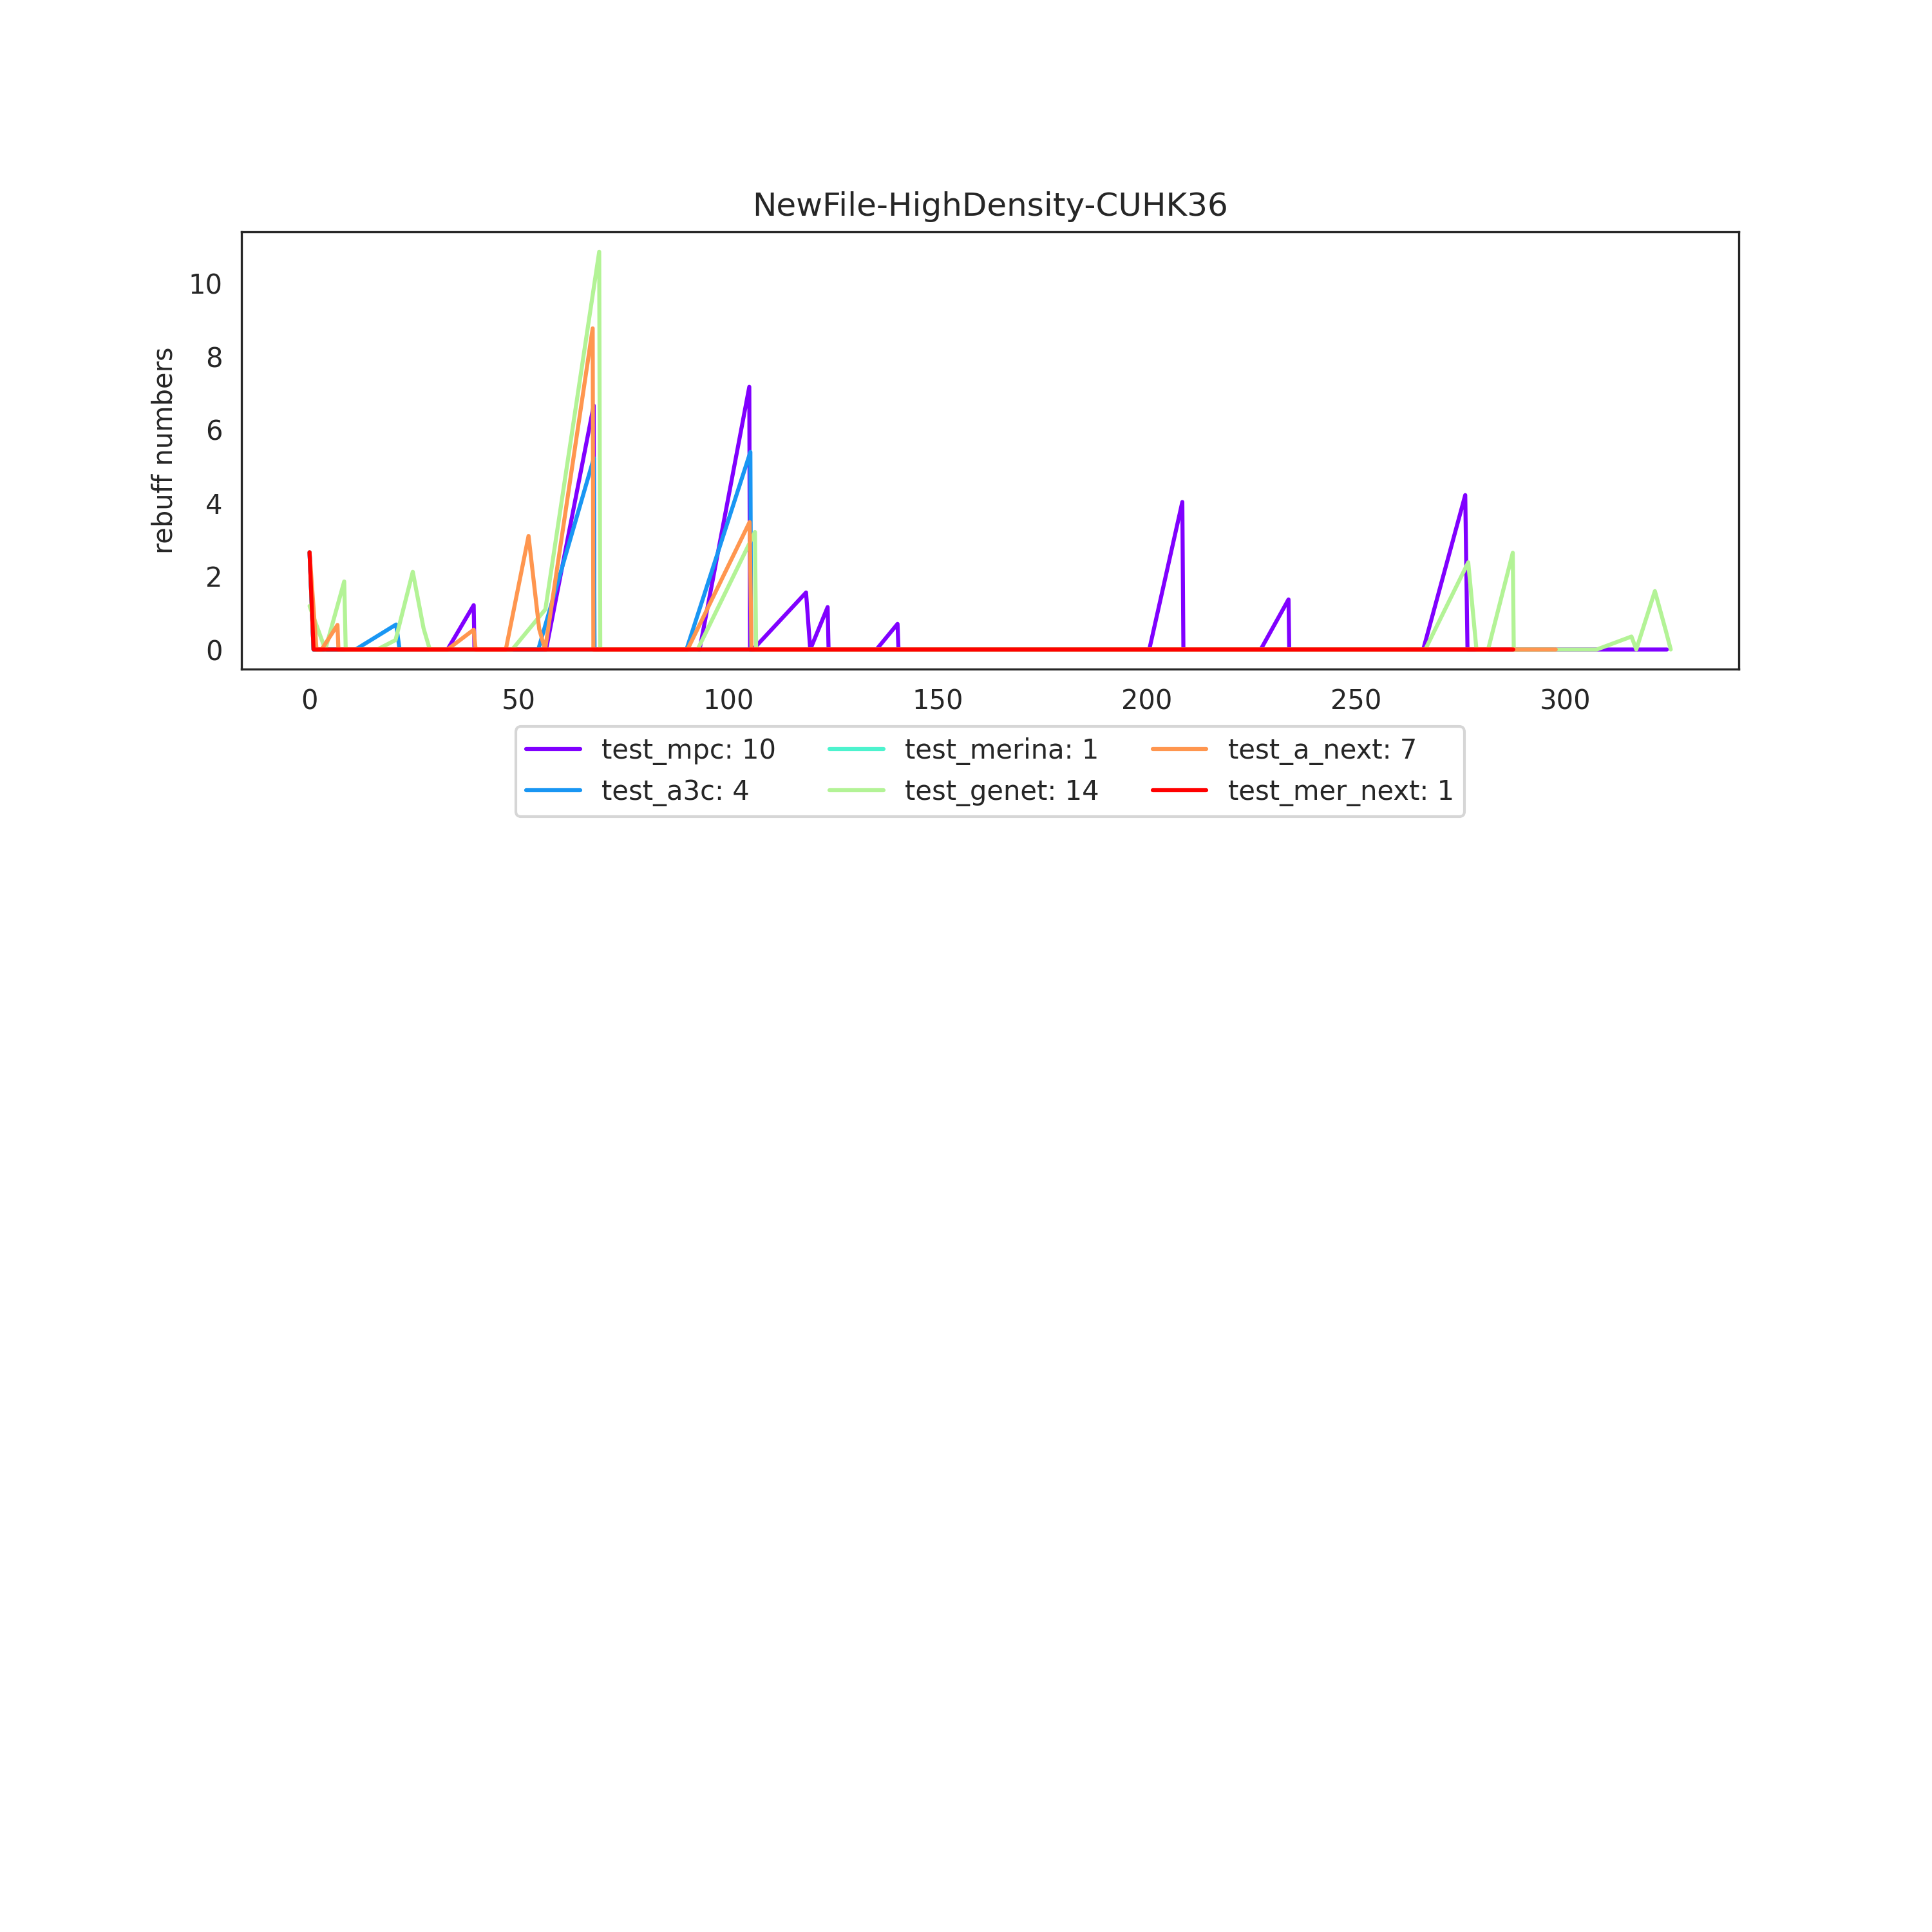 NewFile-HighDensity-CUHK36
rebuff numbers
10
8
6
4
2
0
0 50 100 150 200 250 300
test_mpc: 10 test_merina: 1 test_a_next: 7
test_a3c: 4 test_genet: 14 test_mer_next: 1